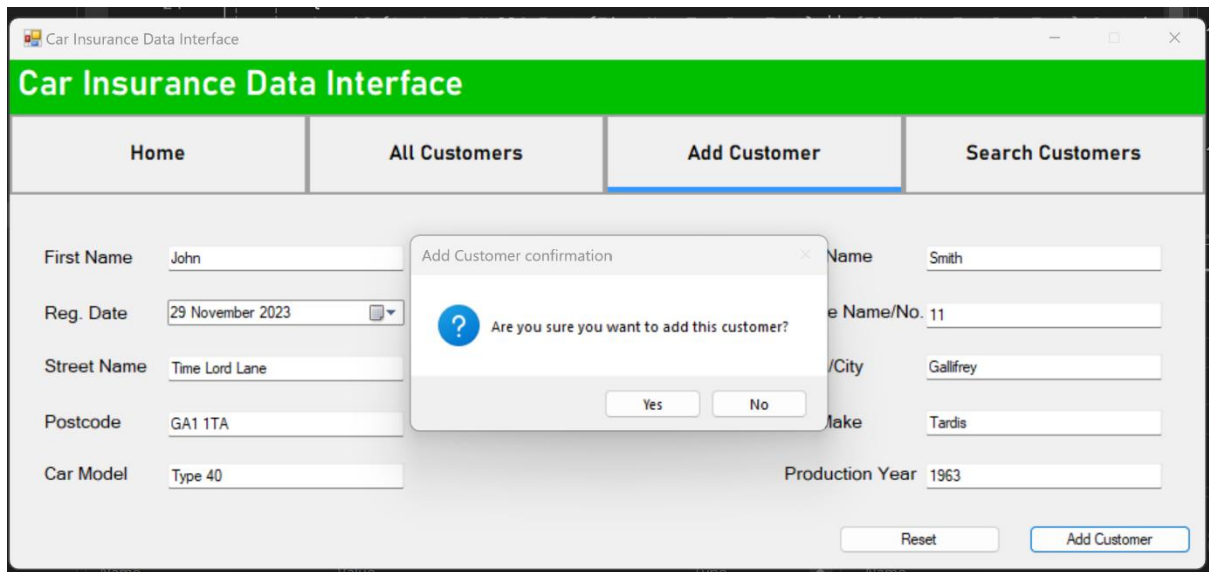 Car Insurance Data Interface
Car Insurance Data Interface
Home All Customers Add Customer Search Customers
First Name John Add Customer confirmation Name Smith
Reg. Date 29 November 2023 Are you sure you want to add this customer? e Name/No. 11
Street Name Time Lord Lane /City Gallifrey
Postcode GA1 1TA Yes No Make Tardis
Car Model Type 40 Production Year 1963
Reset Add Customer